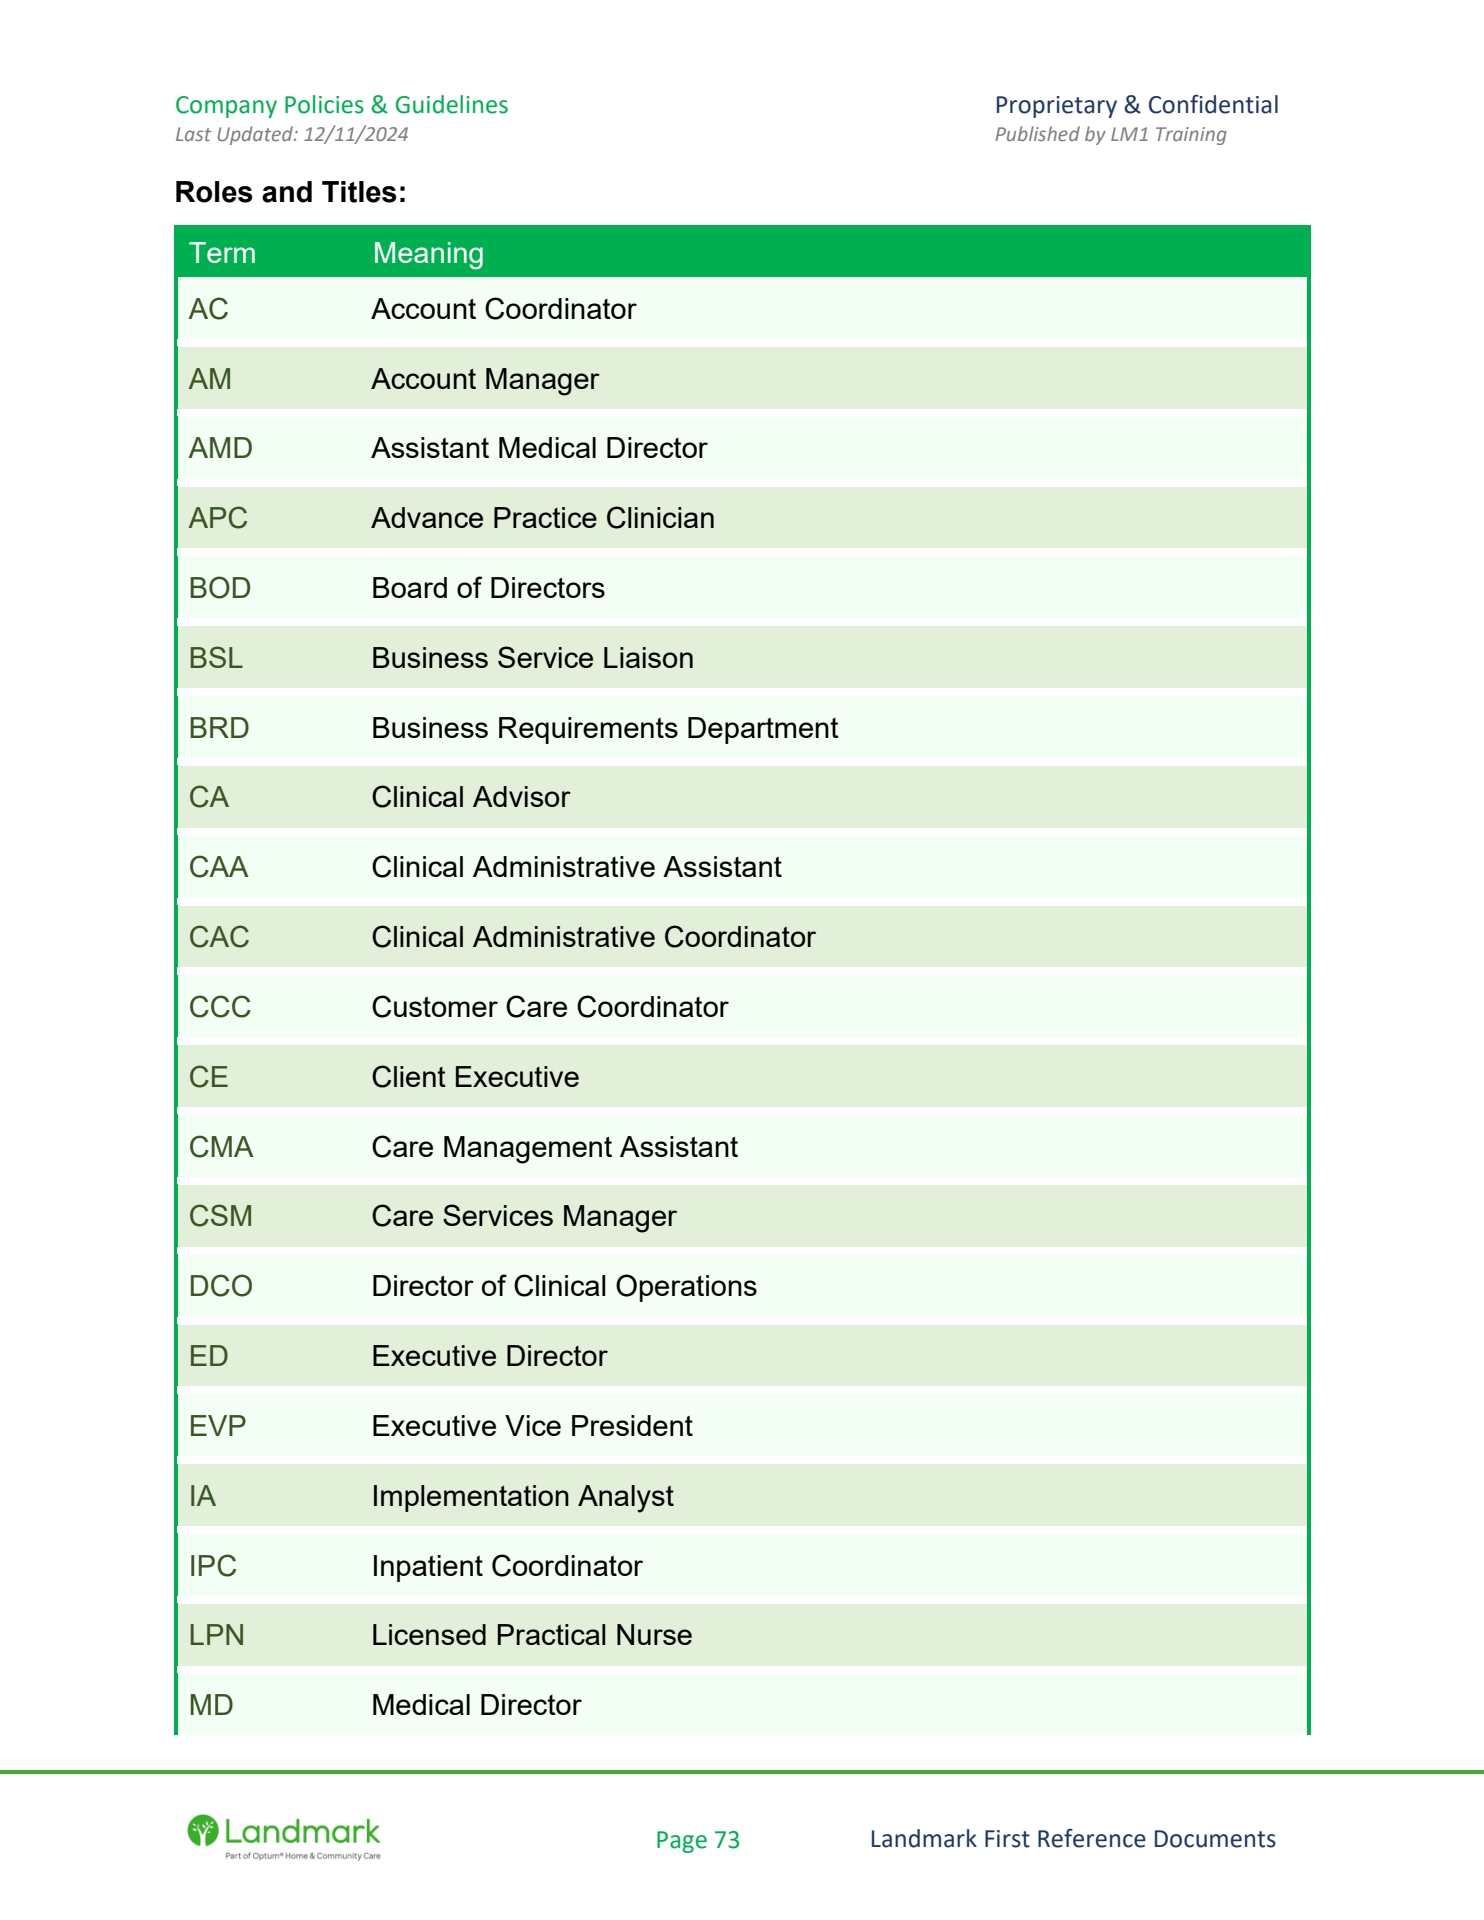 Company Policies & Guidelines Proprietary & Confidential
Last Updated: 12/11/2024 Published by LM1 Training
Roles and Titles:
Term Meaning
AC Account Coordinator
AM Account Manager
AMD Assistant Medical Director
APC Advance Practice Clinician
BOD Board of Directors
BSL Business Service Liaison
BRD Business Requirements Department
CA Clinical Advisor
CAA Clinical Administrative Assistant
CAC Clinical Administrative Coordinator
CCC Customer Care Coordinator
CE Client Executive
CMA Care Management Assistant
CSM Care Services Manager
DCO Director of Clinical Operations
ED Executive Director
EVP Executive Vice President
IA Implementation Analyst
IPC Inpatient Coordinator
LPN Licensed Practical Nurse
MD Medical Director
Landmark
Part of Optum® Home & Community Care
Page 73 Landmark First Reference Documents